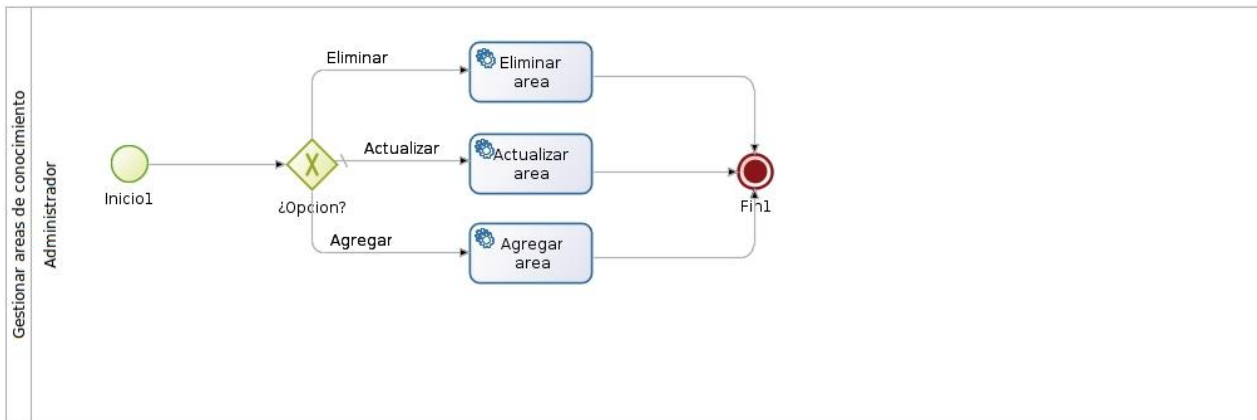 Gestionar areas de conocimiento
Administrador
Inicio1
¿Opcion?
Eliminar
Eliminar
area
Actualizar
Actualizar
area
Agregar
Agregar
area
Fin1